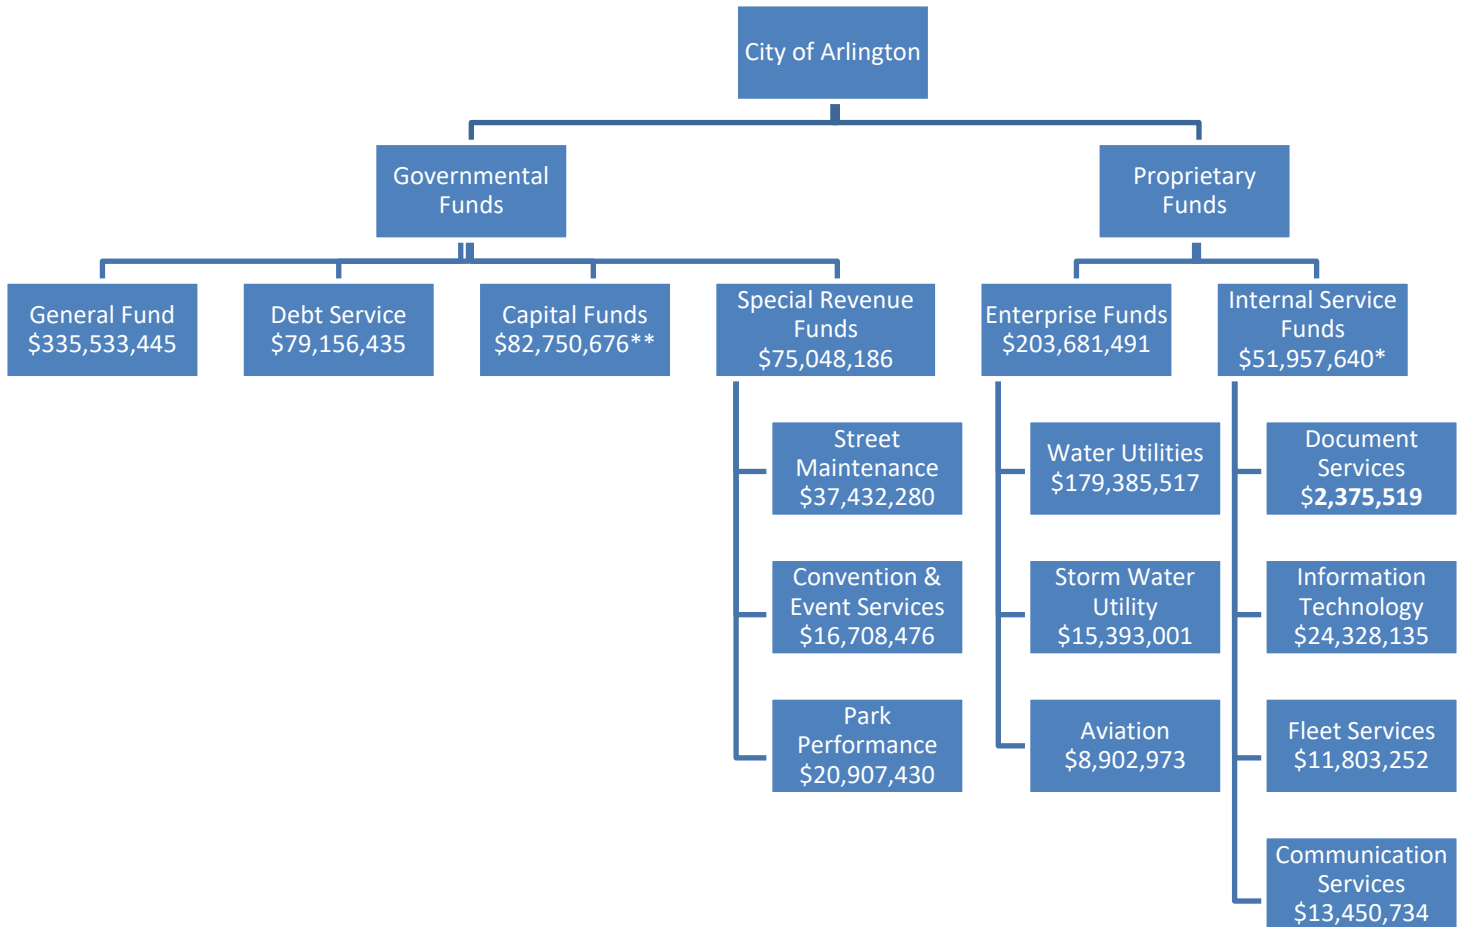 City of Arlington
Governmental
Funds
Proprietary
Funds
General Fund
$335,533,445
Debt Service
$79,156,435
Capital Funds
$82,750,676**
Special Revenue
Funds
$75,048,186
Enterprise Funds
$203,681,491
Internal Service
Funds
$51,957,640*
Street
Maintenance
$37,432,280
Convention &
Event Services
$16,708,476
Park
Performance
$20,907,430
Water Utilities
$179,385,517
Storm Water
Utility
$15,393,001
Aviation
$8,902,973
Document
Services
$2,375,519
Information
Technology
$24,328,135
Fleet Services
$11,803,252
Communication
Services
$13,450,734